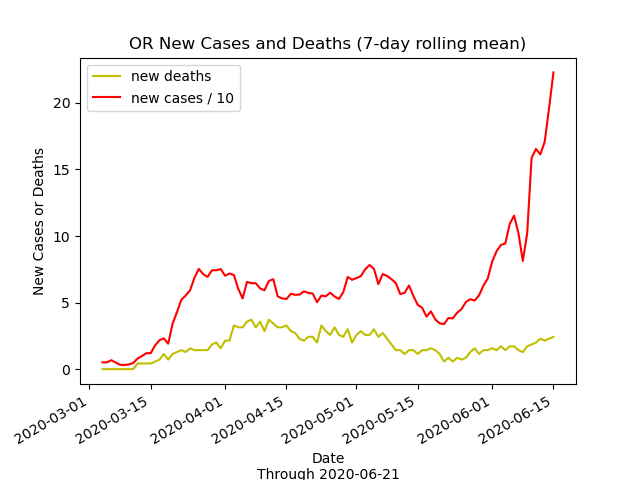 OR New Cases and Deaths (7-day rolling mean)
new deaths
new cases / 10
New Cases or Deaths
20
15
10
5
0
2020-03-01
2020-03-15
2020-04-01
2020-04-15
2020-05-01
2020-05-15
2020-06-01
2020-06-15
Date
Through 2020-06-21